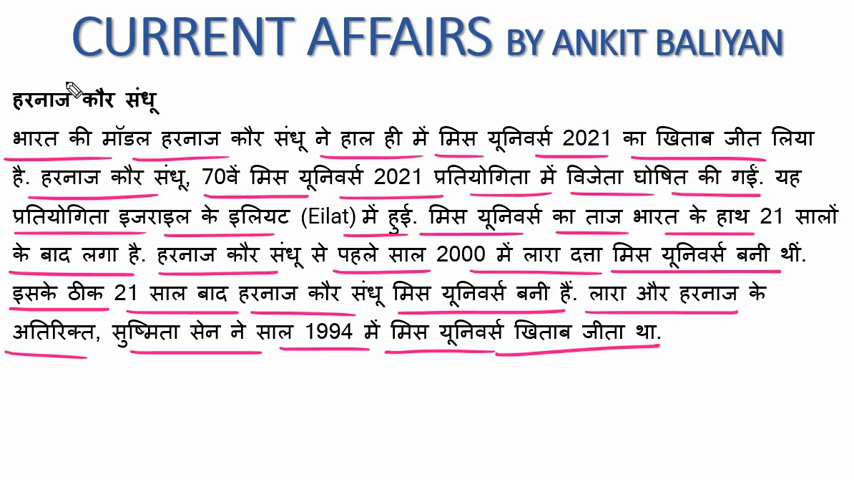 CURRENT AFFAIRS BY ANKIT BALIYAN
हरनाज कौर संधू
भारत की मॉडल हरनाज कौर संधू ने हाल ही में मिस यूनिवर्स 2021 का खिताब जीत लिया
है. हरनाज कौर संधू, 70वें मिस यूनिवर्स 2021 प्रतियोगिता में विजेता घोषित की गईं. यह
प्रतियोगिता इजराइल के इलियट (Eilat) में हुई. मिस यूनिवर्स का ताज भारत के हाथ 21 सालों
के बाद लगा है. हरनाज कौर संधू से पहले साल 2000 में लारा दत्ता मिस यूनिवर्स बनी थीं.
इसके ठीक 21 साल बाद हरनाज कौर संधू मिस यूनिवर्स बनी हैं. लारा और हरनाज के
अतिरिक्त, सुष्मिता सेन ने साल 1994 में मिस यूनिवर्स खिताब जीता था.